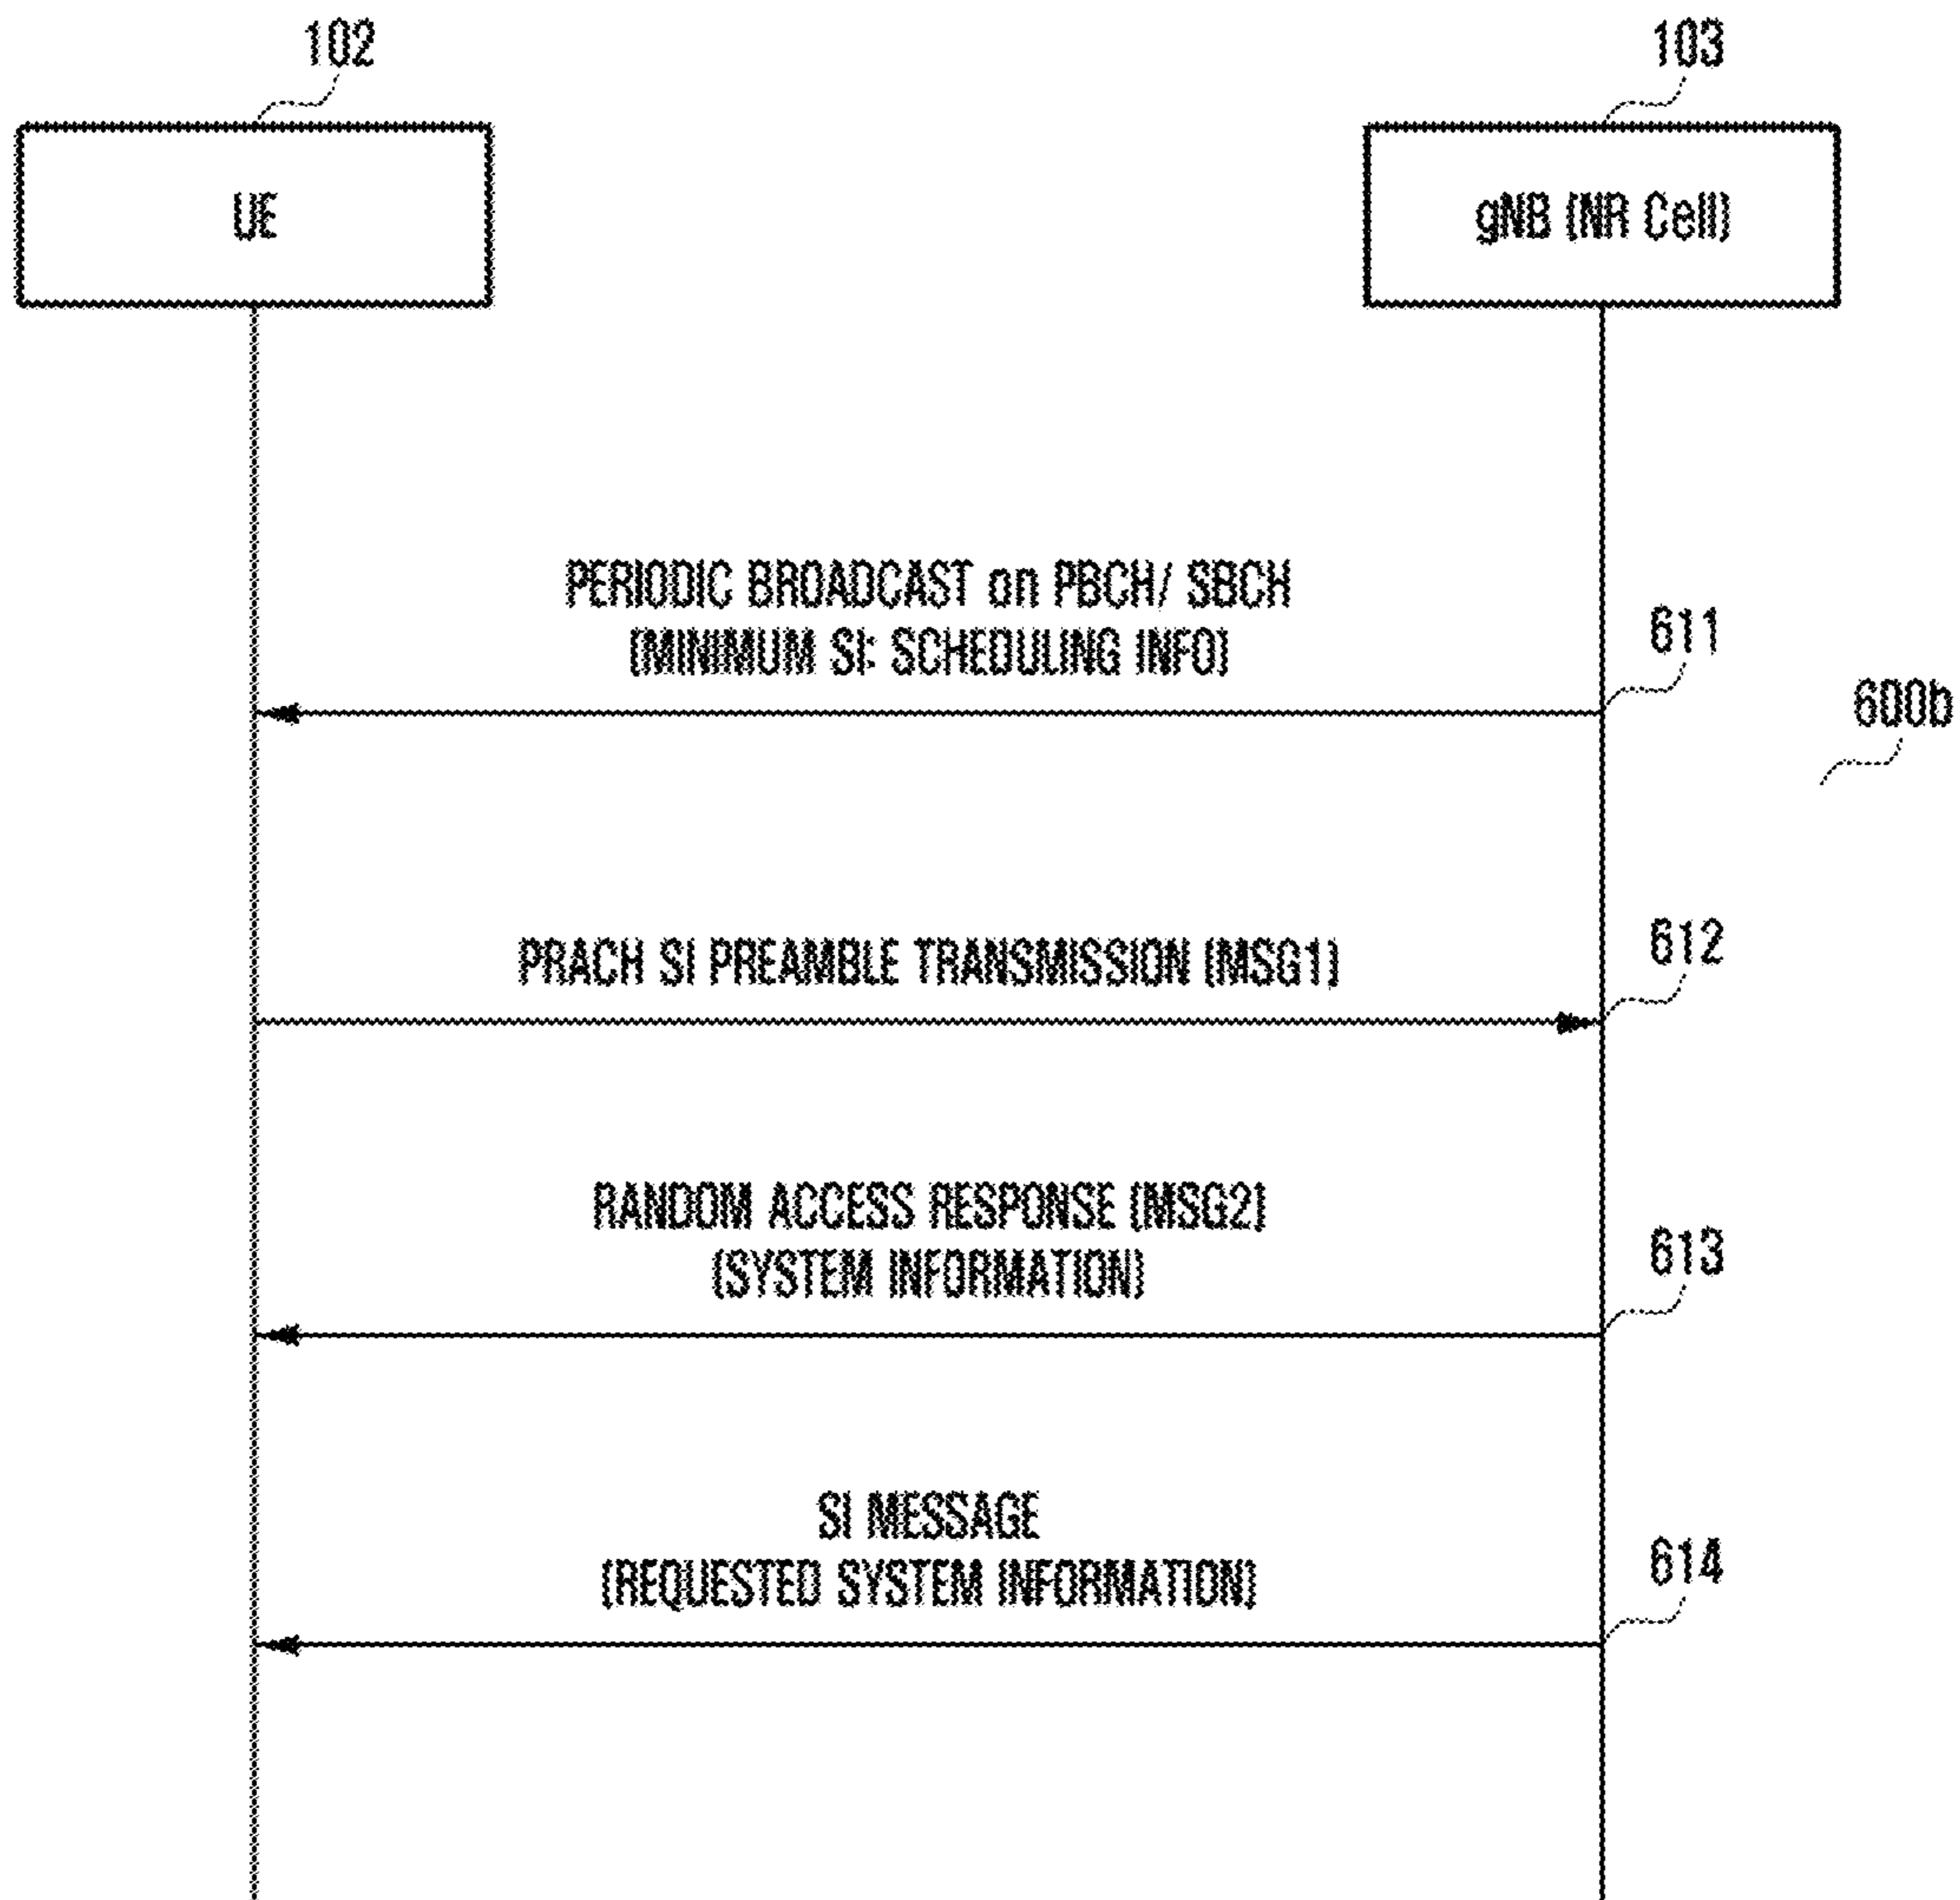 102
103
UE
gNB (NR Cell)
PERIODIC BROADCAST on PBCH/ SBCH
(MINIMUM SI: SCHEDULING INFO)
611
600b
PRACH SI PREAMBLE TRANSMISSION (MSG1)
612
RANDOM ACCESS RESPONSE (MSG2)
(SYSTEM INFORMATION)
613
SI MESSAGE
(REQUESTED SYSTEM INFORMATION)
614